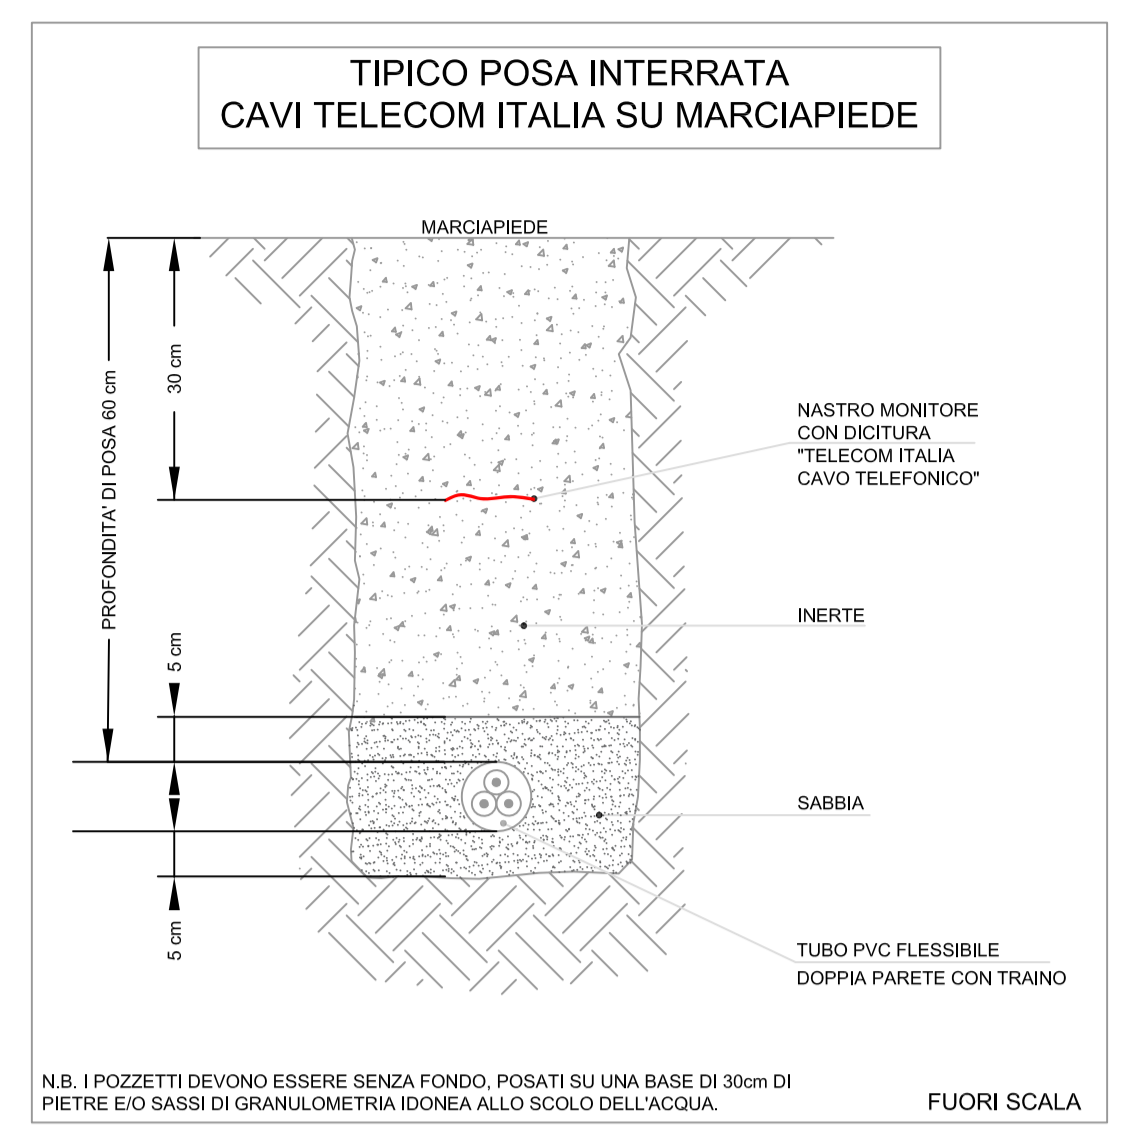 TIPICO POSA INTERRATA
CAVI TELECOM ITALIA SU MARCIAPIEDE
MARCIAPIEDE
PROFONDITA' DI POSA 60 cm
30 cm
NASTRO MONITORE
CON DICITURA
"TELECOM ITALIA
CAVO TELEFONICO"
INERTE
5 cm
SABBIA
5 cm
TUBO PVC FLESSIBILE
DOPPIA PARETE CON TRAINO
N.B. I POZZETTI DEVONO ESSERE SENZA FONDO, POSATI SU UNA BASE DI 30cm DI
PIETRE E/O SASSI DI GRANULOMETRIA IDONEA ALLO SCOLO DELL'ACQUA.
FUORI SCALA